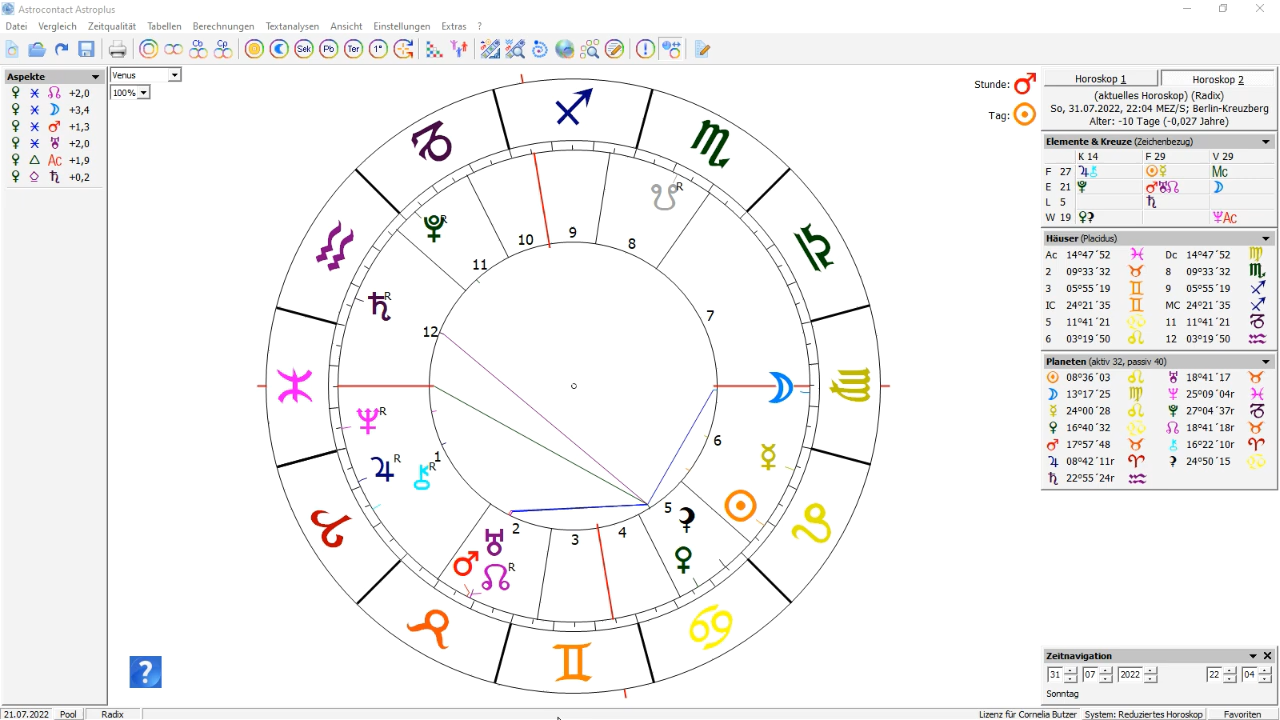 Astrocontact Astroplus
Datei Vergleich Zeitqualität Tabellen Berechnungen Textanalysen Ansicht Einstellungen Extras ?
Cb Cp Sek Pb Ter 1°
Aspekte
♀ ⚹ ☊ +2,0
♀ ⚹ ☽ +3,4
♀ ⚹ ♂ +1,3
♀ ⚹ ♅ +2,0
♀ △ Ac +1,9
♀ ⬠ ♄ +0,2
Venus
100%
Stunde: ♂
Tag: ☉
1 2 3 4 5 6 7 8 9 10 11 12
R R R R R R R
Horoskop 1 Horoskop 2
(aktuelles Horoskop) (Radix)
So, 31.07.2022, 22:04 MEZ/S; Berlin-Kreuzberg
Alter: -10 Tage (-0,027 Jahre)
Elemente & Kreuze (Zeichenbezug)
K 14 F 29 V 29
F 27 ♃⚷ ☉☿ Mc
E 21 ♇ ♂♅☊ ☽
L 5 ♄
W 19 ♀⚳ ♆Ac
Häuser (Placidus)
Ac 14°47´52 ♓ Dc 14°47´52 ♍
2 09°33´32 ♉ 8 09°33´32 ♏
3 05°55´19 ♊ 9 05°55´19 ♐
IC 24°21´35 ♊ MC 24°21´35 ♐
5 11°41´21 ♋ 11 11°41´21 ♑
6 03°19´50 ♌ 12 03°19´50 ♒
Planeten (aktiv 32, passiv 40)
☉ 08°36´03 ♌ ♅ 18°41´17 ♉
☽ 13°17´25 ♍ ♆ 25°09´04r ♓
☿ 24°00´28 ♌ ♇ 27°04´37r ♑
♀ 16°40´32 ♋ ☊ 18°41´18r ♉
♂ 17°57´48 ♉ ⚷ 16°22´10r ♈
♃ 08°42´11r ♈ ⚸ 24°50´15 ♋
♄ 22°55´24r ♒
Zeitnavigation
31 07 2022 22 04
Sonntag
21.07.2022 Pool Radix Lizenz für Cornelia Butzer System: Reduziertes Horoskop Favoriten